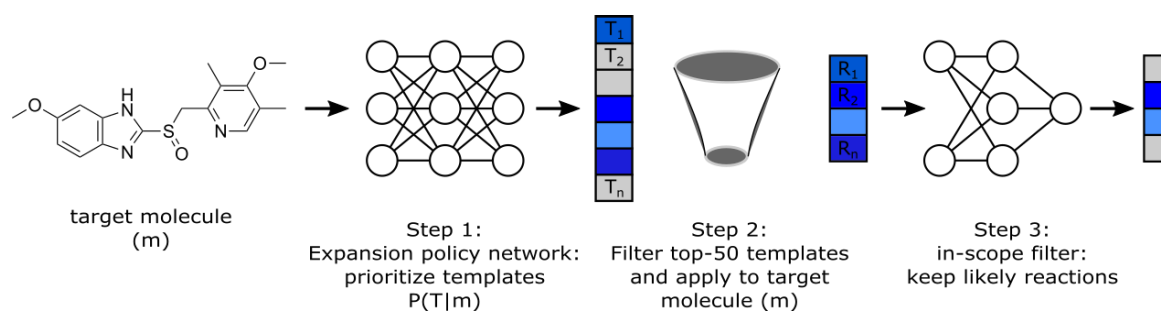 O
NH
N
S
O
N
O
target molecule
(m)
Step 1:
Expansion policy network:
prioritize templates
P(T|m)
T1
T2
Tn
Step 2:
Filter top-50 templates
and apply to target
molecule (m)
R1
R2
Rn
Step 3:
in-scope filter:
keep likely reactions